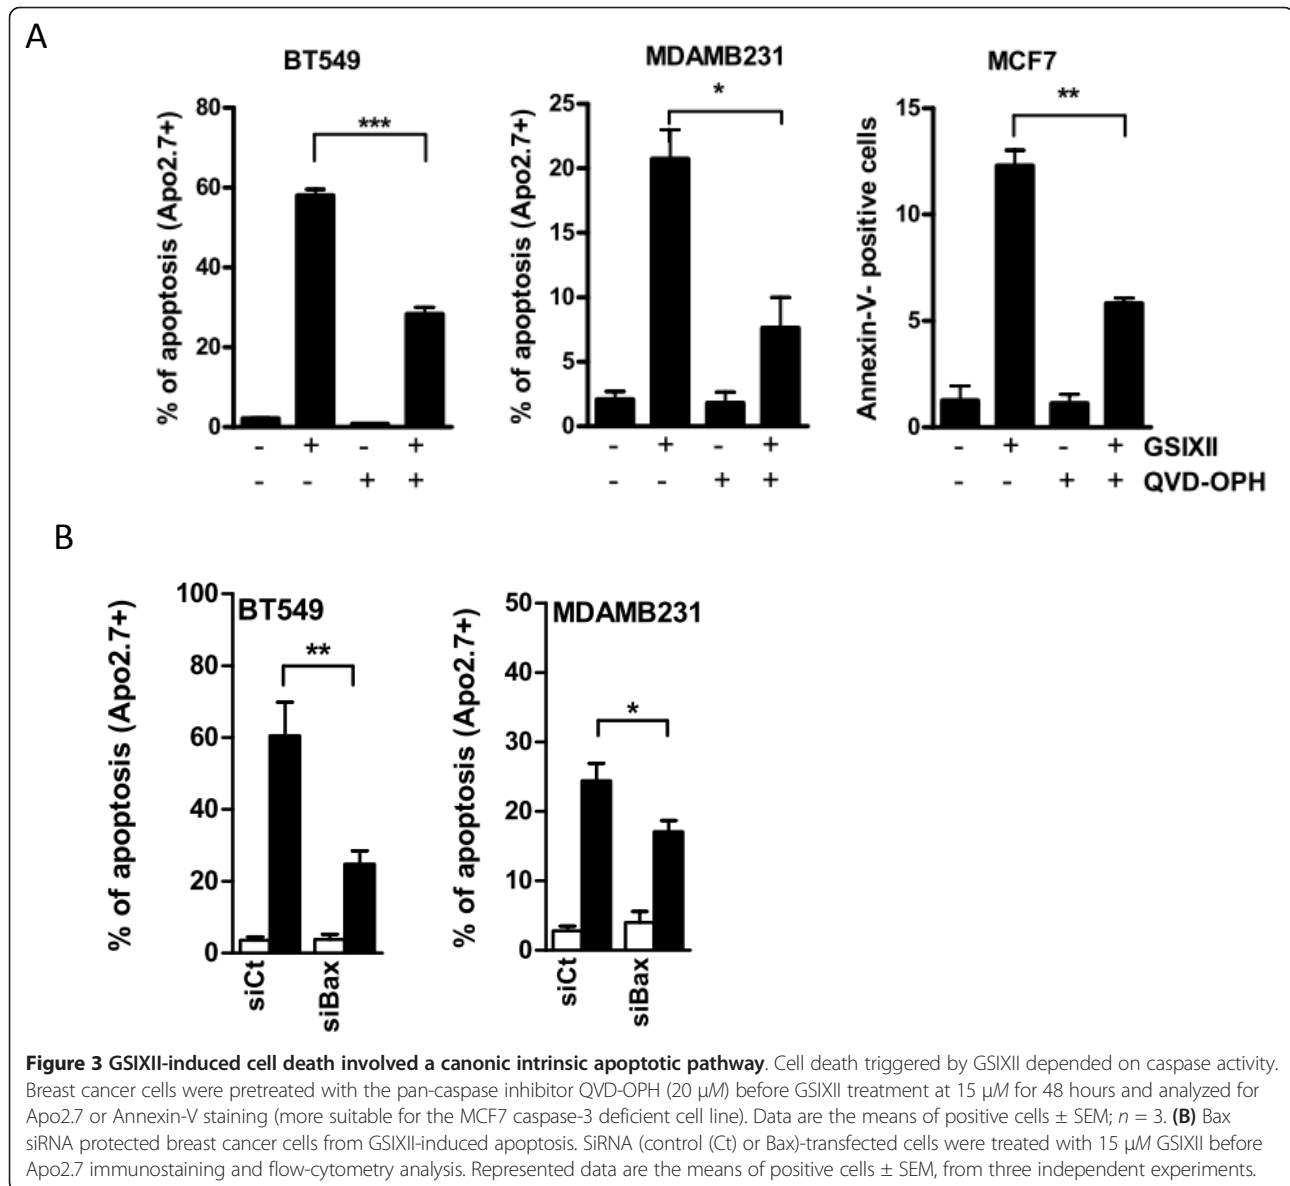 A
BT549
MDAMB231
MCF7
% of apoptosis (Apo2.7+)
80
60
40
20
0
***
- + - +
- - + +
% of apoptosis (Apo2.7+)
25
20
15
10
5
0
*
- + - +
- - + +
Annexin-V- positive cells
15
10
5
0
**
- + - + GSIXII
- - + + QVD-OPH
B
BT549
% of apoptosis (Apo2.7+)
100
80
60
40
20
0
**
siCt
siBax
MDAMB231
% of apoptosis (Apo2.7+)
50
40
30
20
10
0
*
siCt
siBax
Figure 3 GSIXII-induced cell death involved a canonic intrinsic apoptotic pathway. Cell death triggered by GSIXII depended on caspase activity.
Breast cancer cells were pretreated with the pan-caspase inhibitor QVD-OPH (20 μM) before GSIXII treatment at 15 μM for 48 hours and analyzed for
Apo2.7 or Annexin-V staining (more suitable for the MCF7 caspase-3 deficient cell line). Data are the means of positive cells ± SEM; n = 3. (B) Bax
siRNA protected breast cancer cells from GSIXII-induced apoptosis. SiRNA (control (Ct) or Bax)-transfected cells were treated with 15 μM GSIXII before
Apo2.7 immunostaining and flow-cytometry analysis. Represented data are the means of positive cells ± SEM, from three independent experiments.